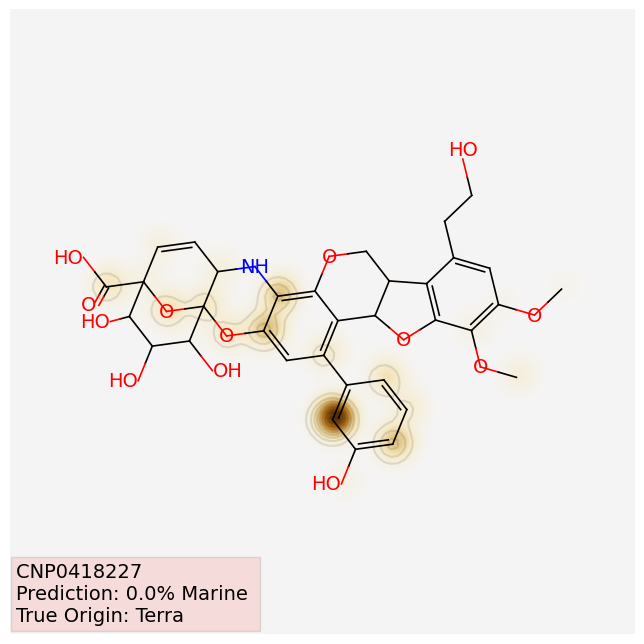 HO
HO
NH
O
O
HO
O
O
O
O
O
HO
OH
HO
CNP0418227
Prediction: 0.0% Marine
True Origin: Terra